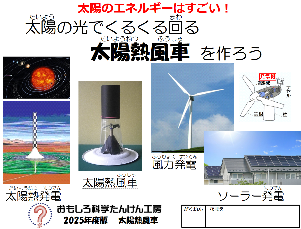 太陽のエネルギーはすごい!
太陽の光でくるくる回る
太陽熱風車 を作ろう
太陽熱発電
太陽熱風車
風力発電
ソーラー発電
おもしろ科学たんけん工房
2025年度版 太陽熱風車